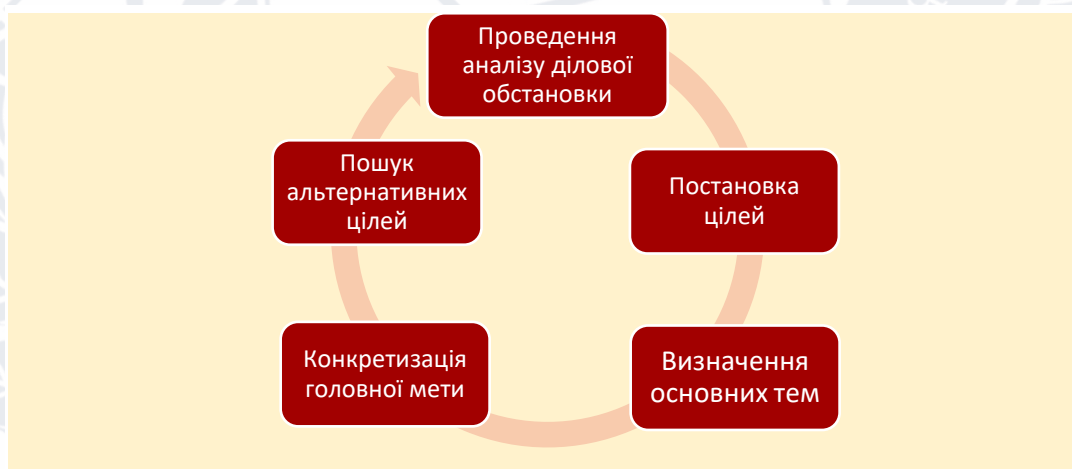 Проведення
аналізу ділової
обстановки
Постановка
цілей
Визначення
основних тем
Конкретизація
головної мети
Пошук
альтернативних
цілей